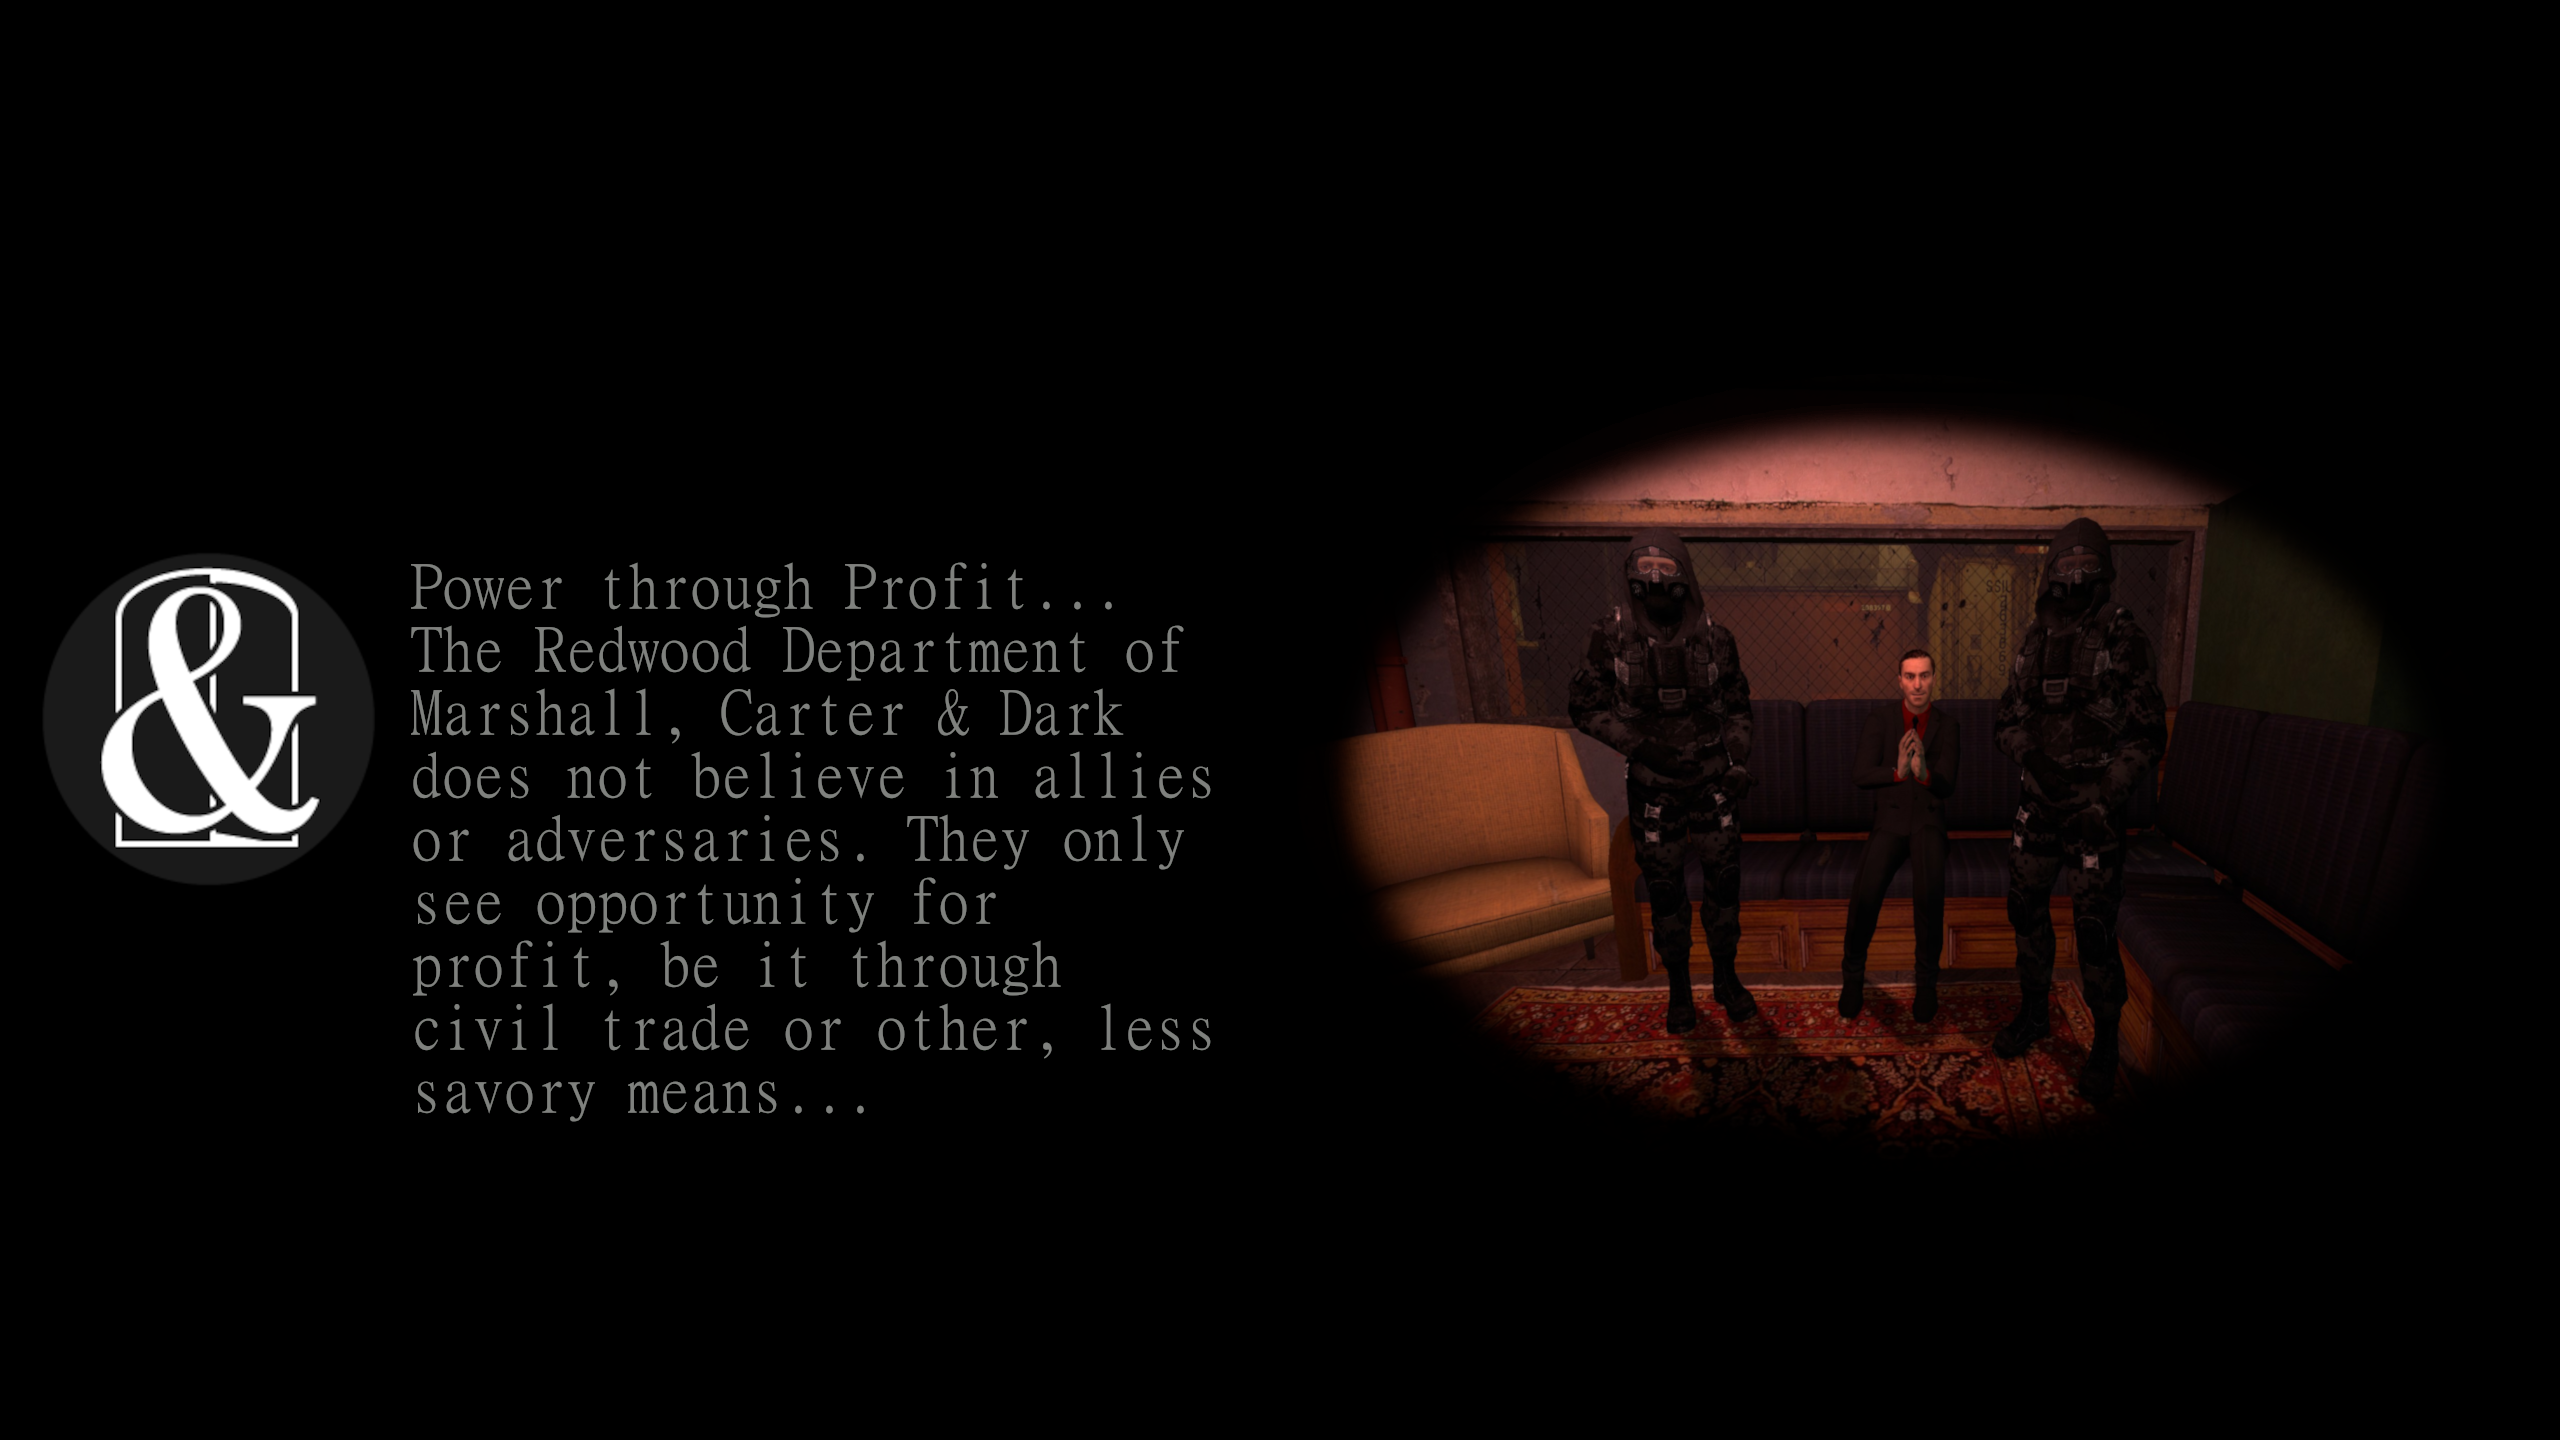 &
Power through Profit...
The Redwood Department of
Marshall, Carter & Dark
does not believe in allies
or adversaries. They only
see opportunity for
profit, be it through
civil trade or other, less
savory means...